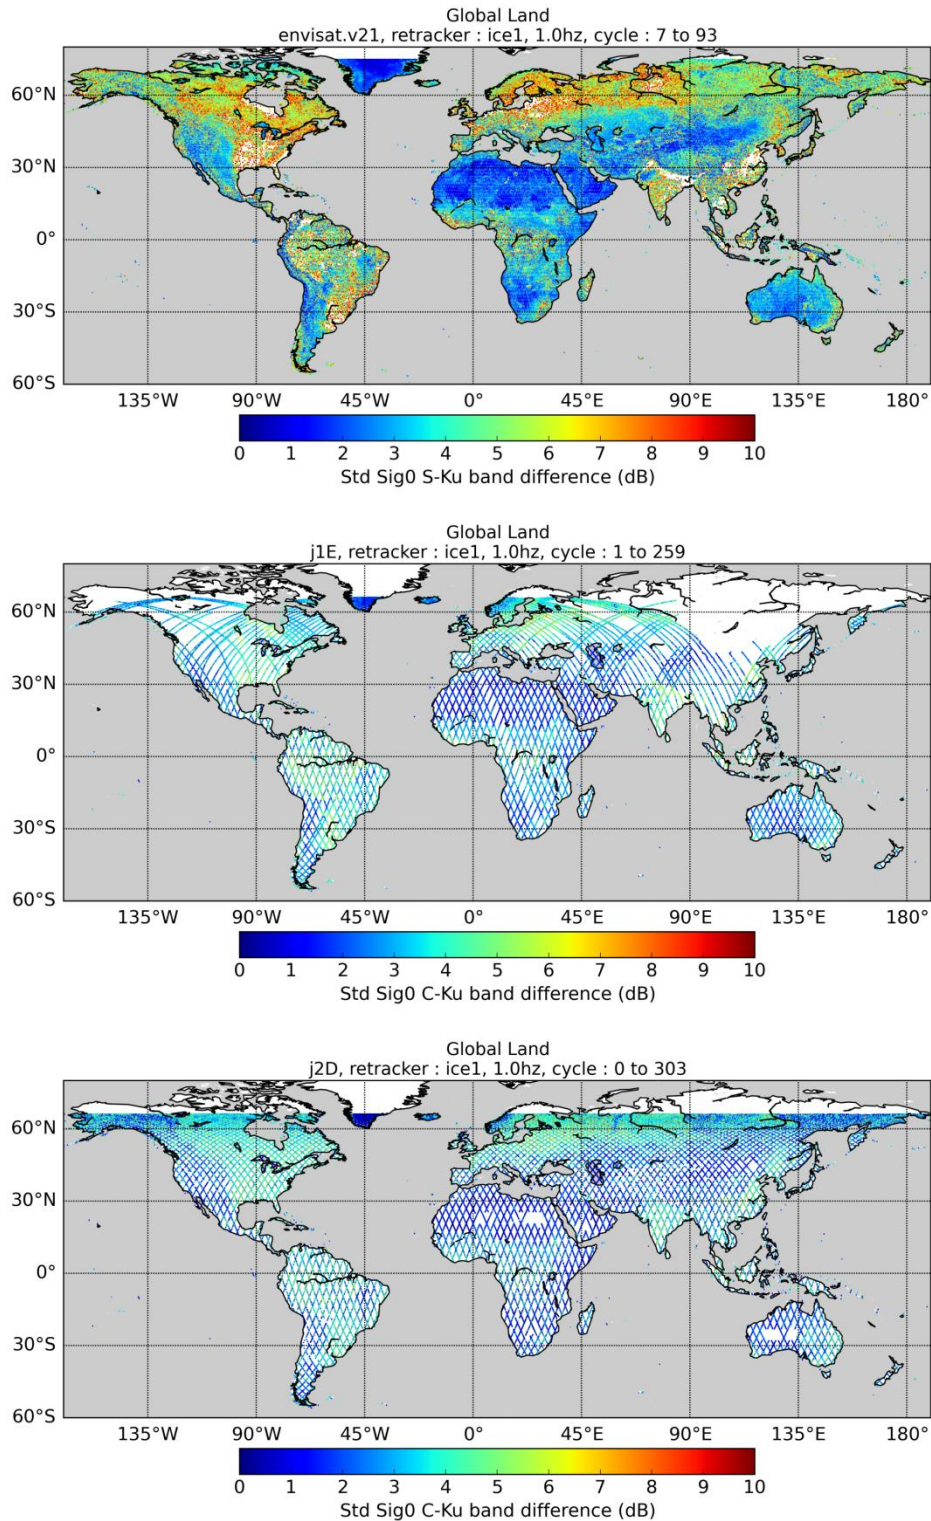 Global Land
envisat.v21, retracker : ice1, 1.0hz, cycle : 7 to 93
60°N
30°N
0°
30°S
60°S
135°W 90°W 45°W 0° 45°E 90°E 135°E 180°
0 1 2 3 4 5 6 7 8 9 10
Std Sig0 S-Ku band difference (dB)
Global Land
j1E, retracker : ice1, 1.0hz, cycle : 1 to 259
60°N
30°N
0°
30°S
60°S
135°W 90°W 45°W 0° 45°E 90°E 135°E 180°
0 1 2 3 4 5 6 7 8 9 10
Std Sig0 C-Ku band difference (dB)
Global Land
j2D, retracker : ice1, 1.0hz, cycle : 0 to 303
60°N
30°N
0°
30°S
60°S
135°W 90°W 45°W 0° 45°E 90°E 135°E 180°
0 1 2 3 4 5 6 7 8 9 10
Std Sig0 C-Ku band difference (dB)